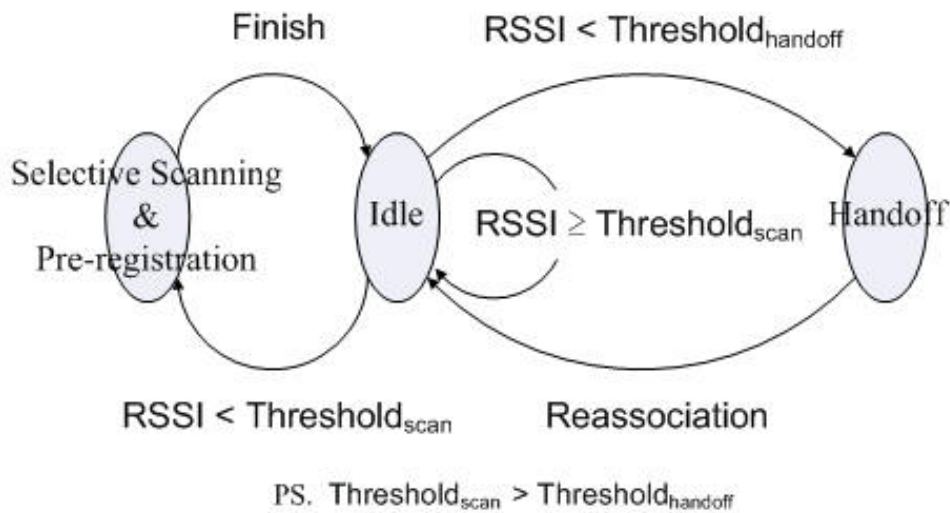 Finish
RSSI < Threshold_handoff
Selective Scanning
&
Pre-registration
Idle
RSSI ≥ Threshold_scan
Handoff
RSSI < Threshold_scan
Reassociation
PS. Threshold_scan > Threshold_handoff